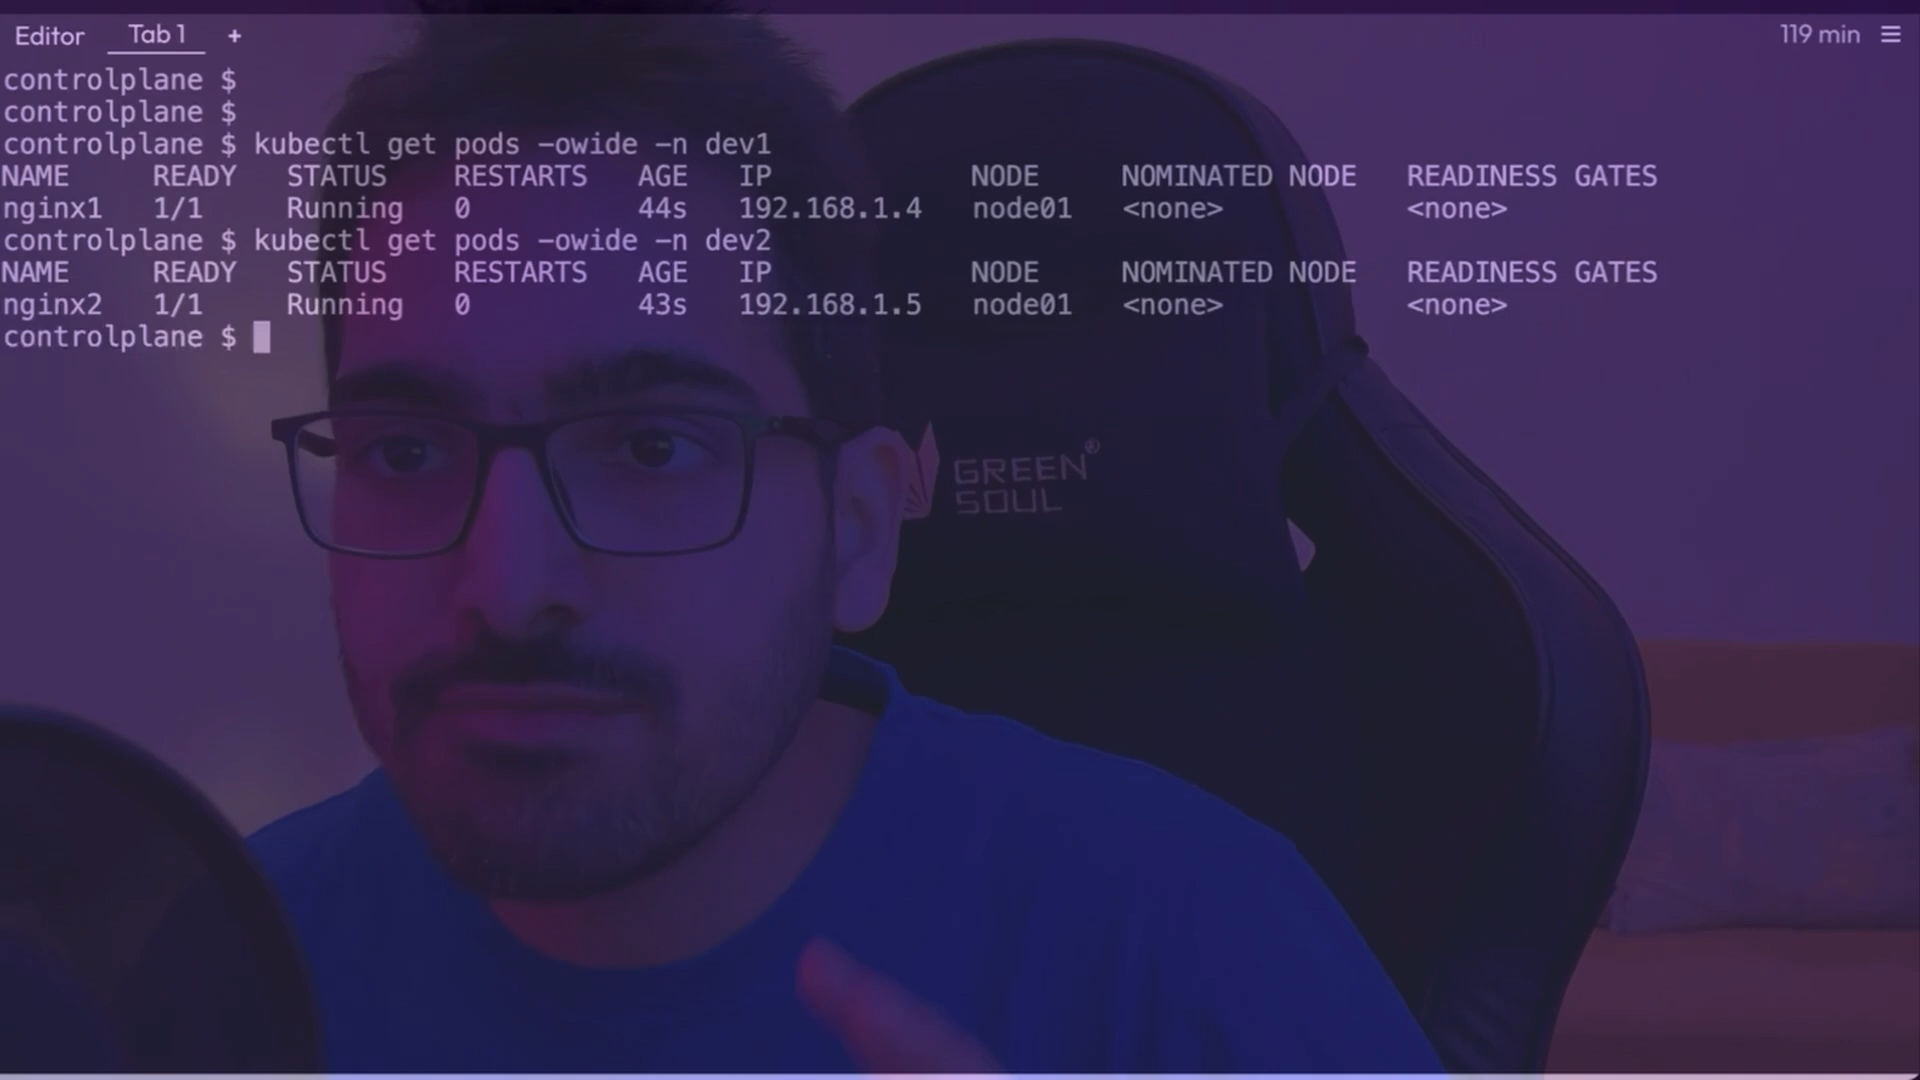 Editor Tab 1 + 119 min
controlplane $
controlplane $
controlplane $ kubectl get pods -owide -n dev1
NAME READY STATUS RESTARTS AGE IP NODE NOMINATED NODE READINESS GATES
nginx1 1/1 Running 0 44s 192.168.1.4 node01 <none> <none>
controlplane $ kubectl get pods -owide -n dev2
NAME READY STATUS RESTARTS AGE IP NODE NOMINATED NODE READINESS GATES
nginx2 1/1 Running 0 43s 192.168.1.5 node01 <none> <none>
controlplane $
GREEN®
SOUL